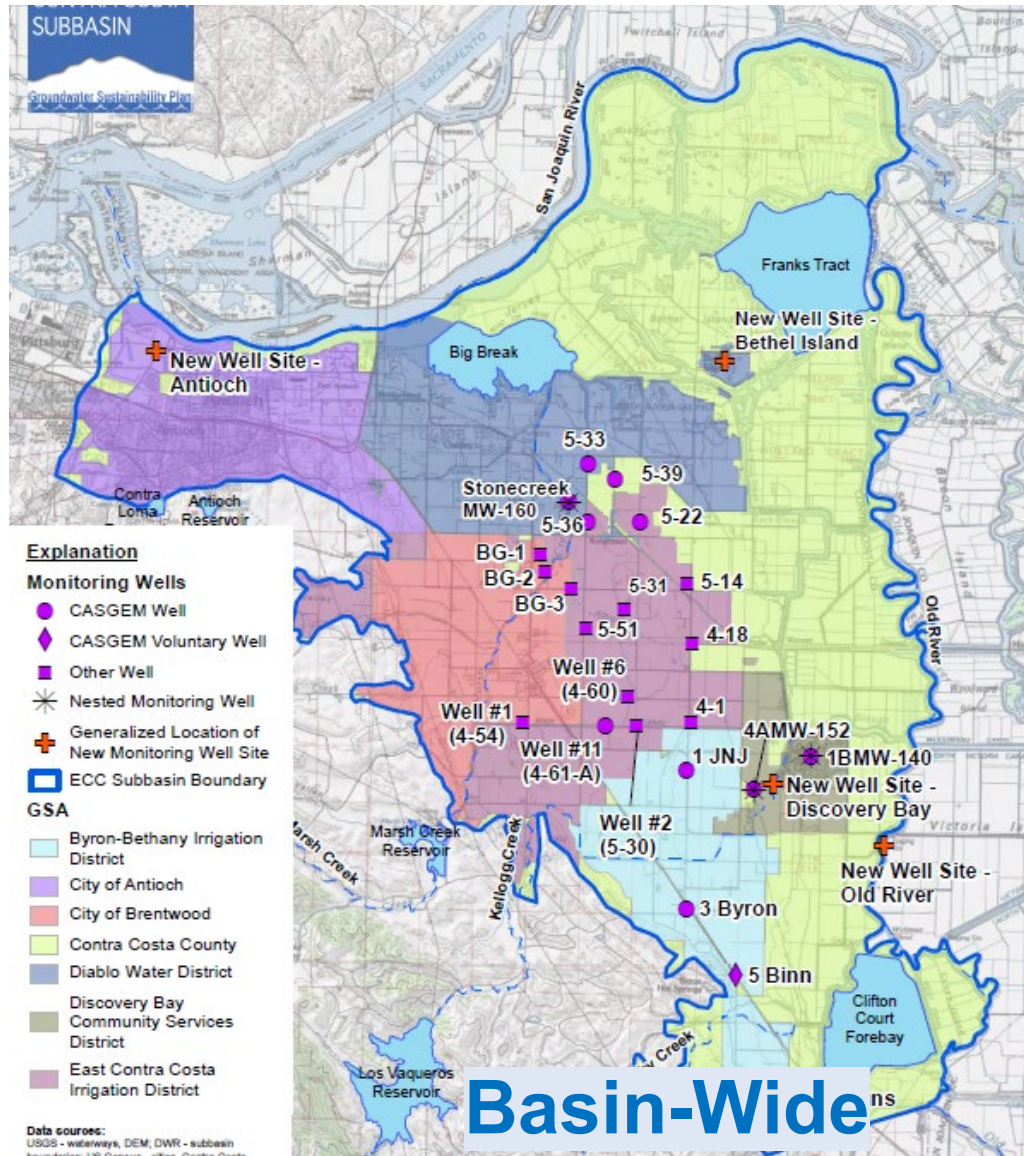 SUBBASIN
Groundwater Sustainability Plan
San Joaquin River
SACRAMENTO
Franks Tract
New Well Site -
Bethel Island
Big Break
New Well Site -
Antioch
Pittsburg
Antioch
Sherman
Island
5-33
5-39
Stonecreek
MW-160
5-36
5-22
Contra
Loma
Antioch
Reservoir
BG-1
BG-2
BG-3
5-31
5-14
5-51
4-18
Old River
Well #6
(4-60)
Well #1
(4-54)
4-1
Well #11
(4-61-A)
4AMW-152
1 JNJ
1BMW-140
New Well Site -
Discovery Bay
Well #2
(5-30)
Victoria
Marsh Creek
Reservoir
Marsh Creek
Kellogg Creek
New Well Site -
Old River
3 Byron
5 Binn
Clifton
Court
Forebay
Creek
Los Vaqueros
Reservoir
ns
Basin-Wide
Explanation
Monitoring Wells
CASGEM Well
CASGEM Voluntary Well
Other Well
Nested Monitoring Well
Generalized Location of
New Monitoring Well Site
ECC Subbasin Boundary
GSA
Byron-Bethany Irrigation
District
City of Antioch
City of Brentwood
Contra Costa County
Diablo Water District
Discovery Bay
Community Services
District
East Contra Costa
Irrigation District
Data sources:
USGS - waterways, DEM; DWR - subbasin